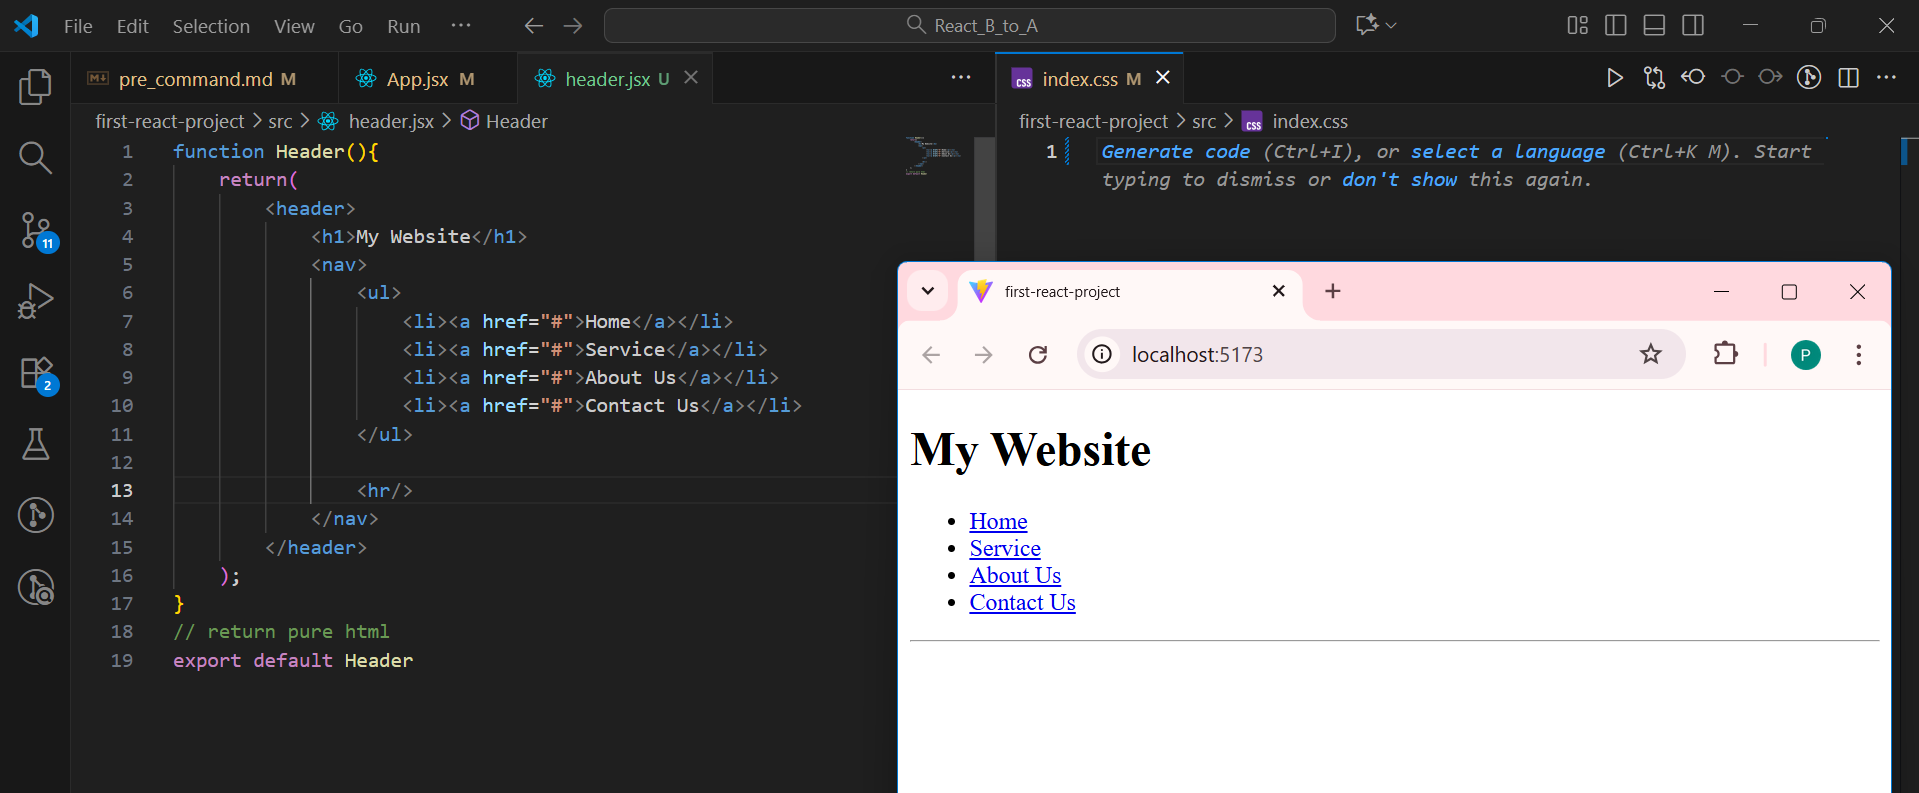 File Edit Selection View Go Run ···
React_B_to_A
pre_command.md M
App.jsx M
header.jsx U
index.css M
first-react-project > src > header.jsx > Header
1 function Header(){
2 return(
3 <header>
4 <h1>My Website</h1>
5 <nav>
6 <ul>
7 <li><a href="#">Home</a></li>
8 <li><a href="#">Service</a></li>
9 <li><a href="#">About Us</a></li>
10 <li><a href="#">Contact Us</a></li>
11 </ul>
12
13 <hr/>
14 </nav>
15 </header>
16 );
17 }
18 // return pure html
19 export default Header
11
2
first-react-project > src > css index.css
1 Generate code (Ctrl+I), or select a language (Ctrl+K M). Start
typing to dismiss or don't show this again.
first-react-project
localhost:5173
P
My Website
• Home
• Service
• About Us
• Contact Us